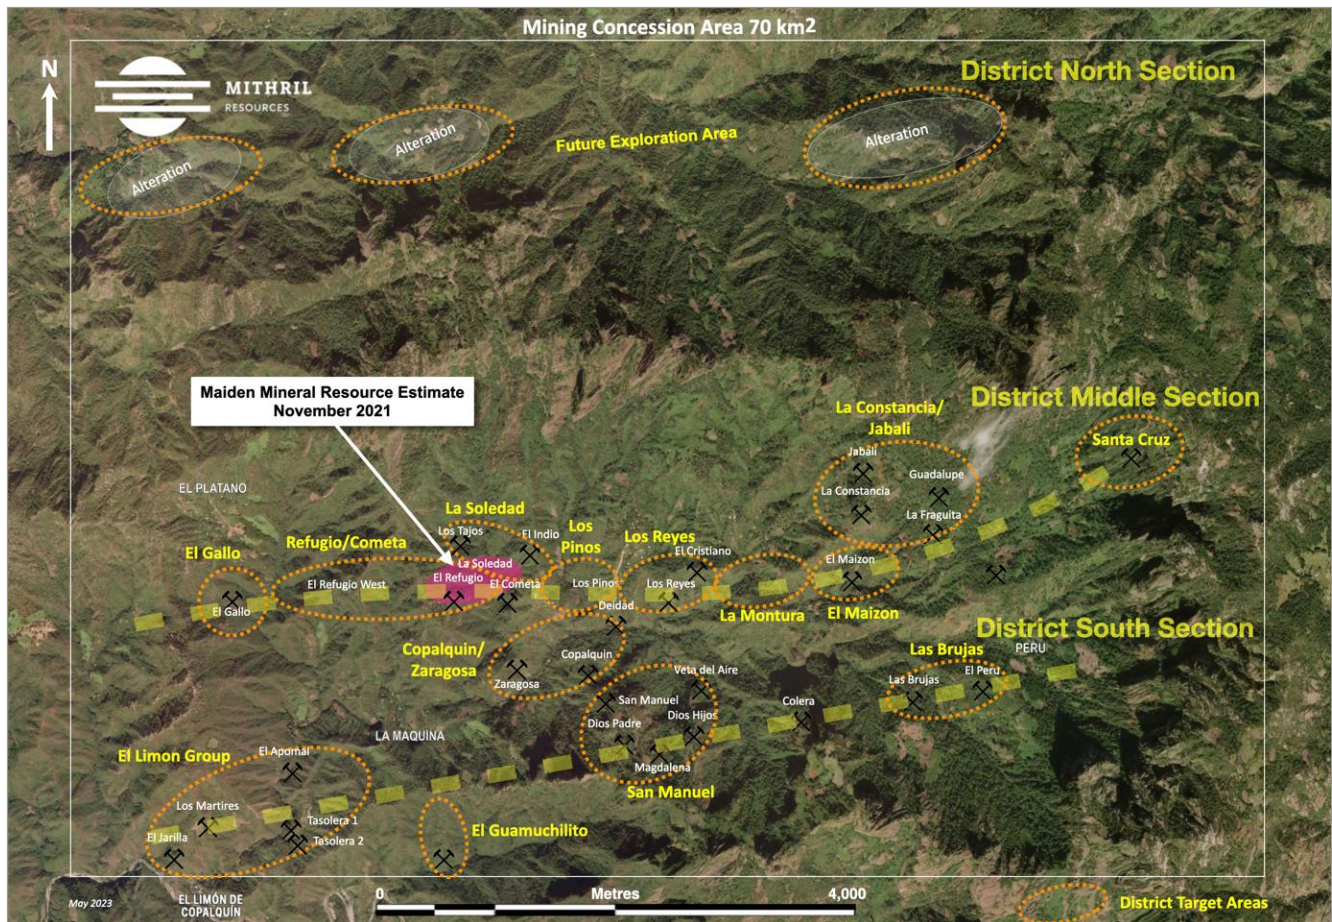 Mining Concession Area 70 km2
N
MITHRIL
RESOURCES
District North Section
Alteration
Alteration
Future Exploration Area
Alteration
Maiden Mineral Resource Estimate
November 2021
District Middle Section
La Constancia/
Jabali
Santa Cruz
Jabali
Guadalupe
La Constancia
La Fraguita
EL PLATANO
La Soledad
Los Tajos
El Indio
Los
Pinos
Los Reyes
El Cristiano
El Gallo
Refugio/Cometa
La Soledad
El Refugio West
El Refugio
El Cometa
Los Pinos
Los Reyes
El Maizon
El Gallo
Deidad
La Montura
El Maizon
District South Section
Copalquin/
Zaragosa
Copalquin
Zaragosa
Las Brujas
PERU
Veta del Aire
Las Brujas
El Peru
San Manuel
Dios Padre
Dios Hijos
Colera
LA MAQUINA
Magdalena
San Manuel
El Limon Group
El Apomal
Los Martires
Tasolera 1
El Jarilla
Tasolera 2
El Guamuchilito
May 2023
EL LIMÓN DE
COPALQUÍN
0
Metres
4,000
District Target Areas